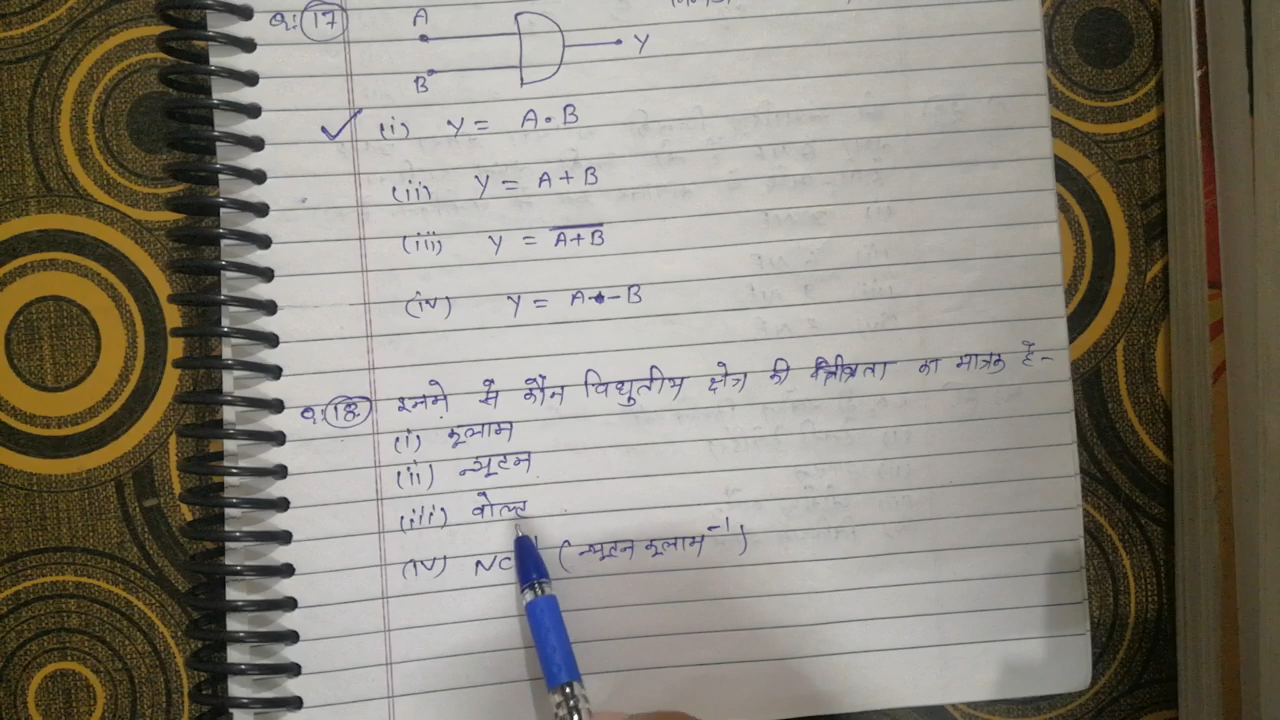 Q: 17
A
B
Y
(i) Y = A • B
(ii) Y = A + B
(iii) Y = A̅+̅B̅
(iv) Y = A - B
Q: 18 इनमे से कौन विधुतीय क्षेत्र की तीव्रता का मात्रक है-
(i) कूलाम
(ii) न्यूटन
(iii) वोल्ट
(iv) NC ( न्यूटन कूलाम⁻¹ )